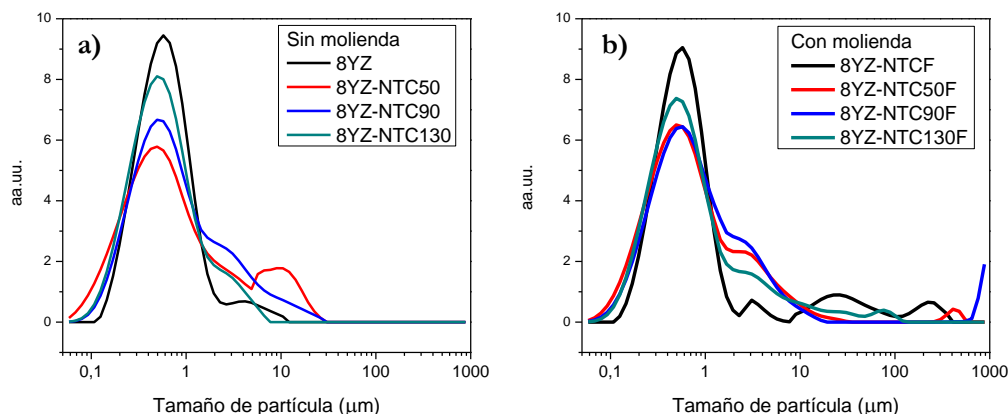 a)
Sin molienda
8YZ
8YZ-NTC50
8YZ-NTC90
8YZ-NTC130
10
8
6
4
2
0
aa.uu.
0,1
1
10
100
1000
Tamaño de partícula (μm)
b)
Con molienda
8YZ-NTCF
8YZ-NTC50F
8YZ-NTC90F
8YZ-NTC130F
10
8
6
4
2
0
aa.uu.
0,1
1
10
100
1000
Tamaño de partícula (μm)